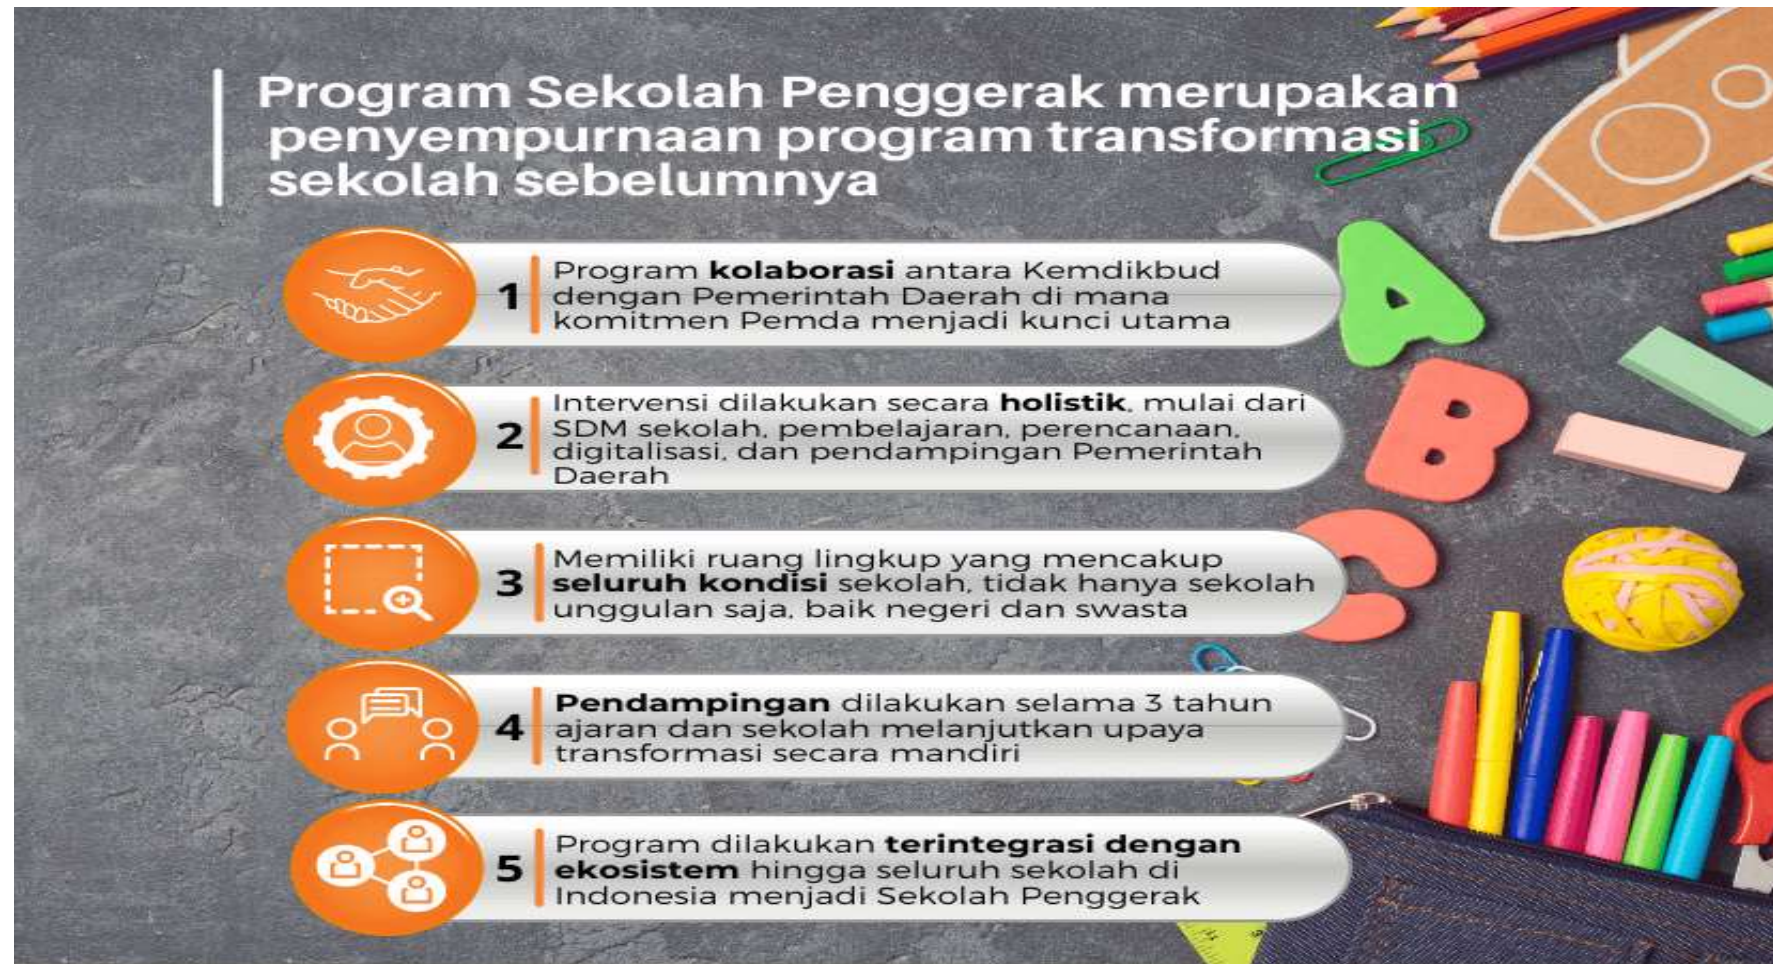 Program Sekolah Penggerak merupakan
penyempurnaan program transformasi
sekolah sebelumnya
1
Program kolaborasi antara Kemdikbud
dengan Pemerintah Daerah di mana
komitmen Pemda menjadi kunci utama
2
Intervensi dilakukan secara holistik, mulai dari
SDM sekolah, pembelajaran, perencanaan,
digitalisasi, dan pendampingan Pemerintah
Daerah
3
Memiliki ruang lingkup yang mencakup
seluruh kondisi sekolah, tidak hanya sekolah
unggulan saja, baik negeri dan swasta
4
Pendampingan dilakukan selama 3 tahun
ajaran dan sekolah melanjutkan upaya
transformasi secara mandiri
5
Program dilakukan terintegrasi dengan
ekosistem hingga seluruh sekolah di
Indonesia menjadi Sekolah Penggerak
A
B
C